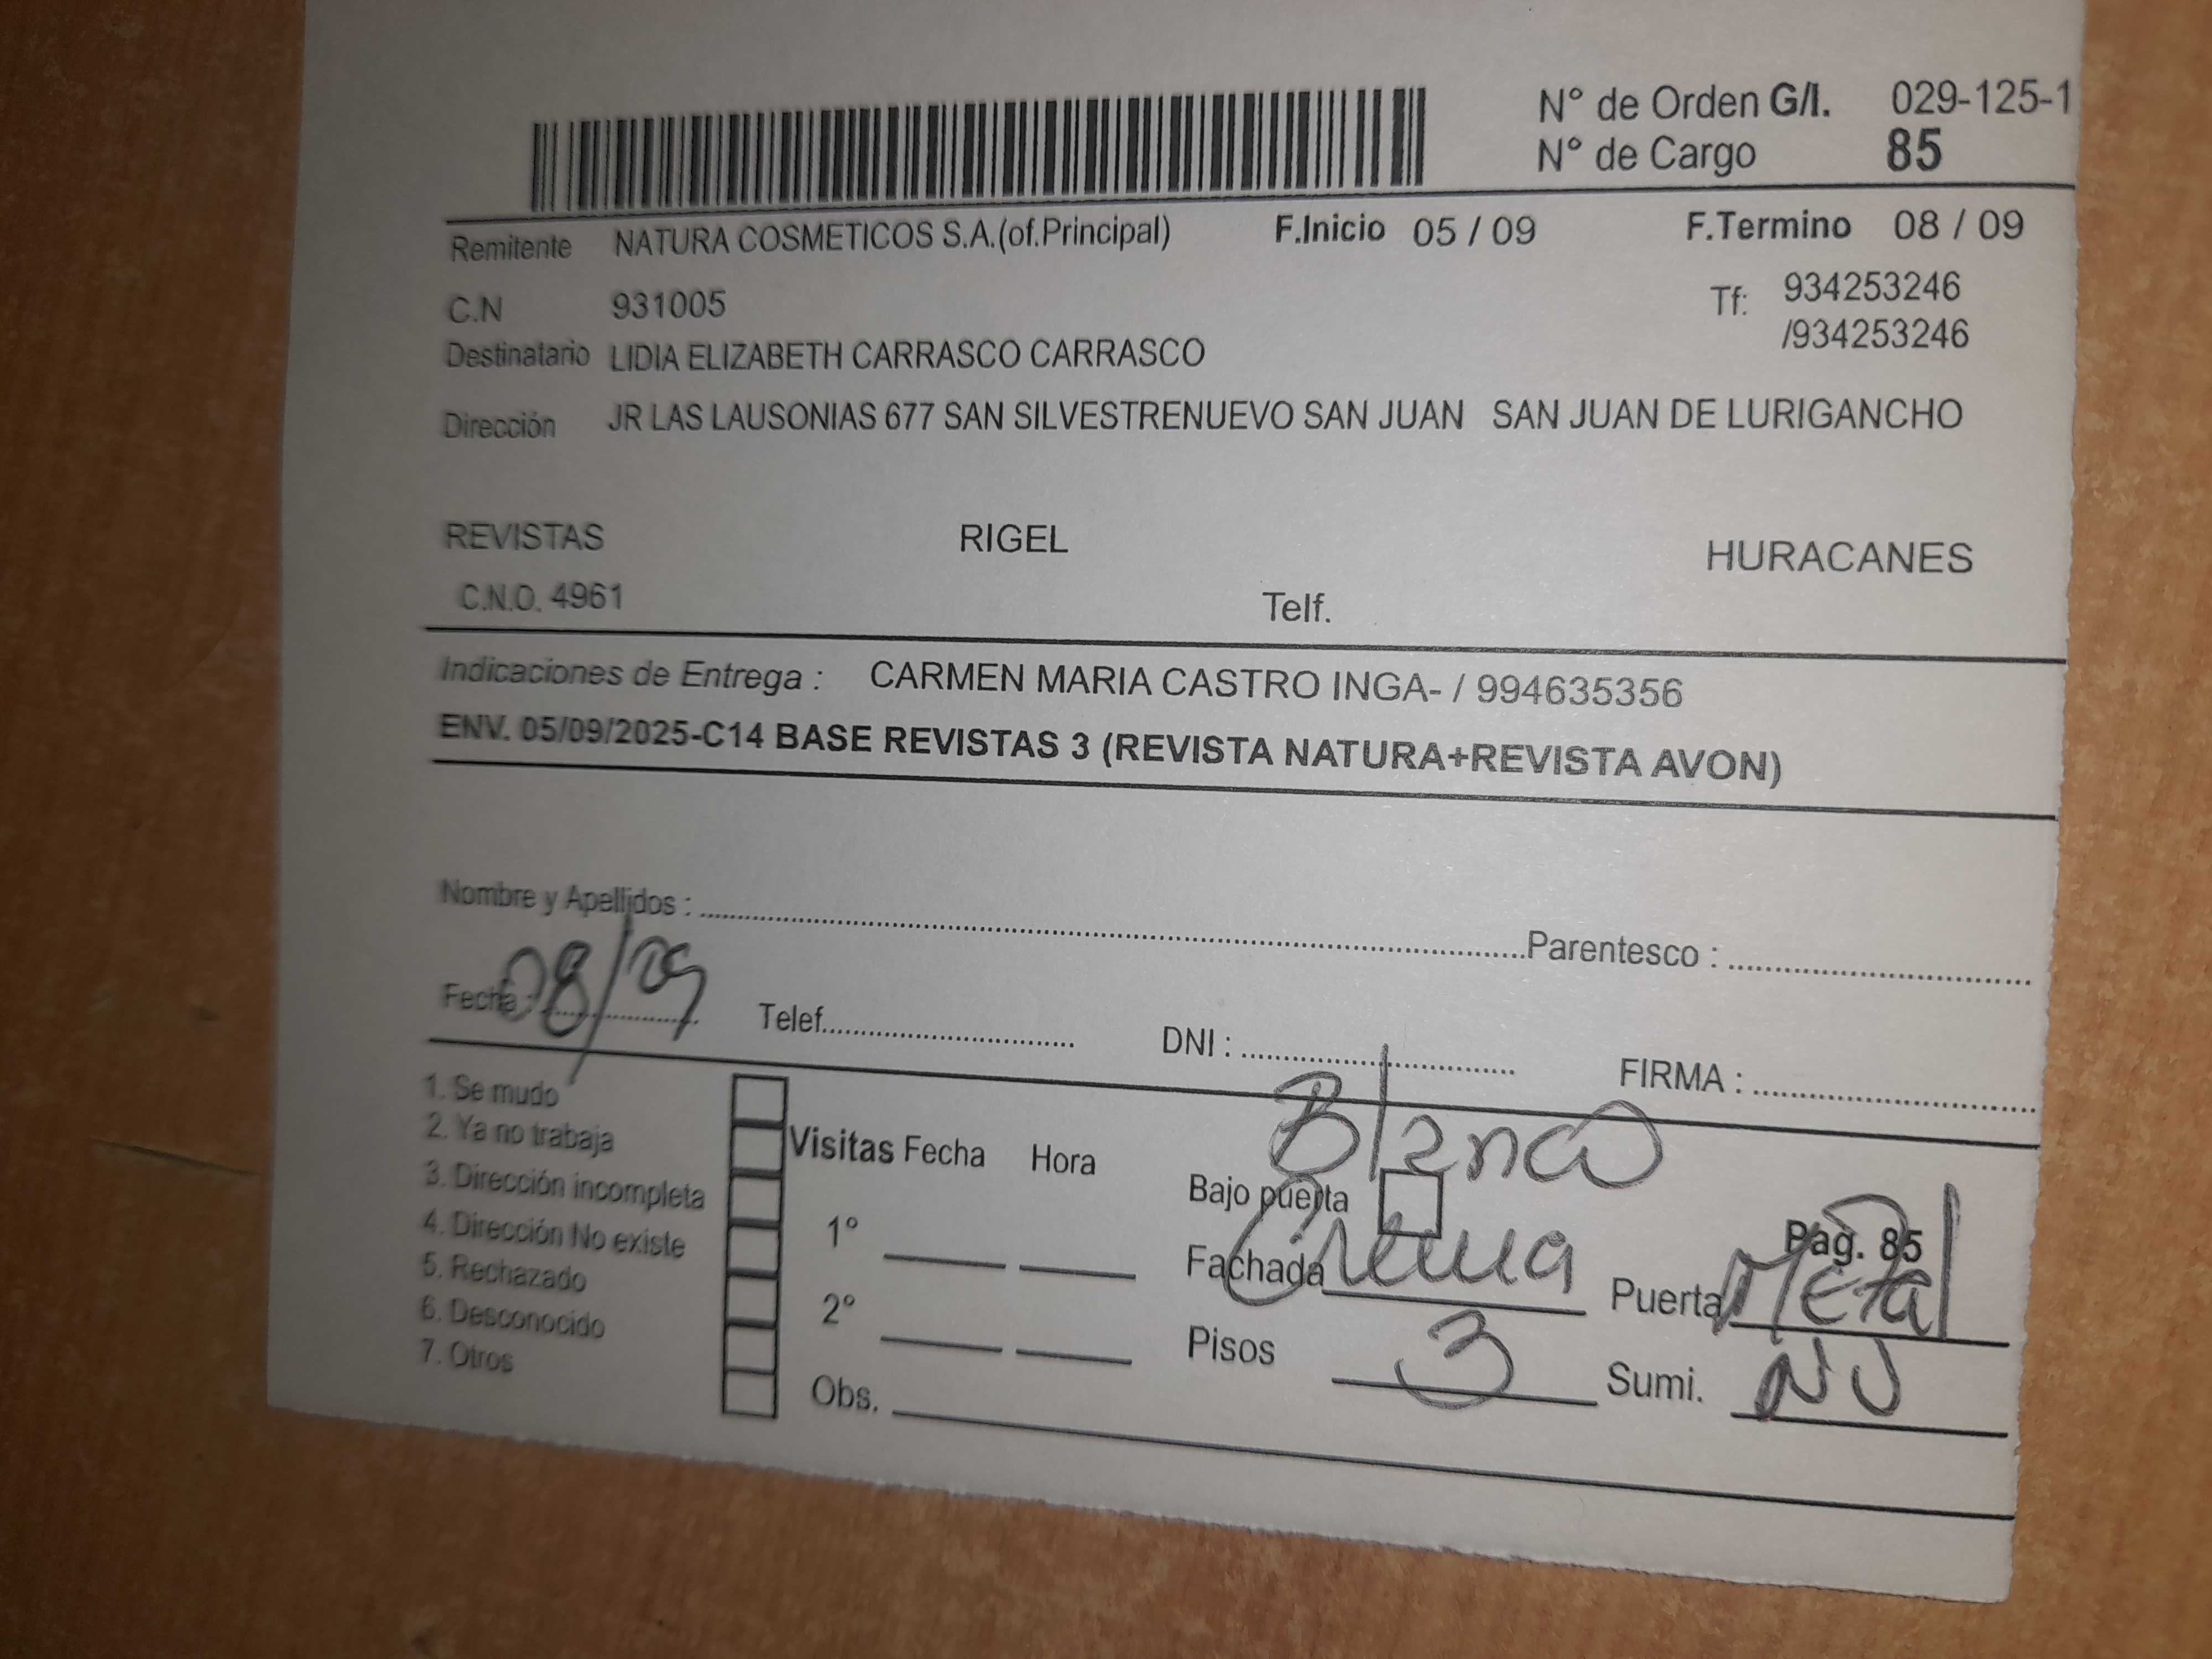 N° de Orden G/I. 029-125-1
N° de Cargo 85
Remitente NATURA COSMETICOS S.A.(of.Principal) F.Inicio 05 / 09 F.Termino 08 / 09
C.N 931005 Tf: 934253246
/934253246
Destinatario LIDIA ELIZABETH CARRASCO CARRASCO
Dirección JR LAS LAUSONIAS 677 SAN SILVESTRENUEVO SAN JUAN SAN JUAN DE LURIGANCHO
REVISTAS RIGEL HURACANES
C.N.O. 4961 Telf.
Indicaciones de Entrega : CARMEN MARIA CASTRO INGA- / 994635356
ENV. 05/09/2025-C14 BASE REVISTAS 3 (REVISTA NATURA+REVISTA AVON)
Nombre y Apellidos : Parentesco :
Fecha : 08/09 Telef. DNI : FIRMA :
1. Se mudo
2. Ya no trabaja
3. Dirección incompleta
4. Dirección No existe
5. Rechazado
6. Desconocido
7. Otros
Visitas Fecha Hora
1°
2°
Obs.
Blanco
Bajo puerta
Pág. 85
Fachada Crema Puerta Metal
Pisos 3 Sumi. NV